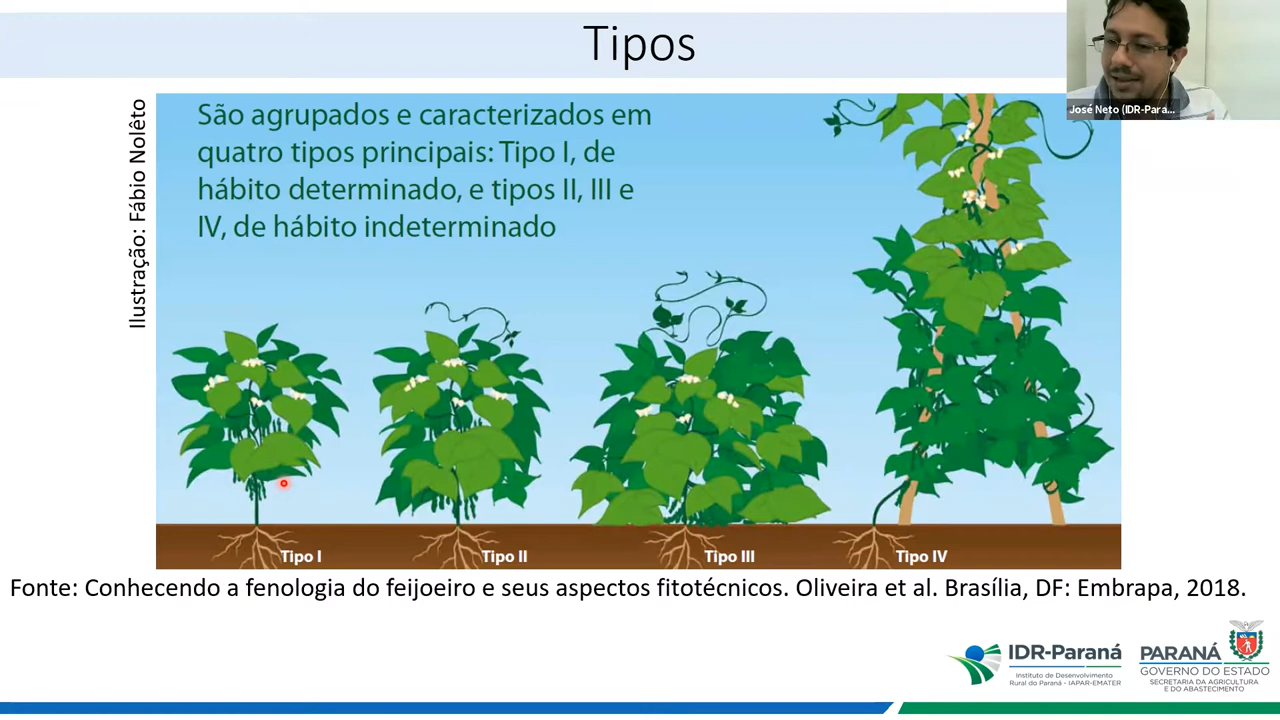 Tipos
José Neto (IDR-Para...
Ilustração: Fábio Nolêto
São agrupados e caracterizados em
quatro tipos principais: Tipo I, de
hábito determinado, e tipos II, III e
IV, de hábito indeterminado
Tipo I
Tipo II
Tipo III
Tipo IV
Fonte: Conhecendo a fenologia do feijoeiro e seus aspectos fitotécnicos. Oliveira et al. Brasília, DF: Embrapa, 2018.
IDR-Paraná
Instituto de Desenvolvimento
Rural do Paraná - IAPAR-EMATER
PARANÁ
GOVERNO DO ESTADO
SECRETARIA DA AGRICULTURA
E DO ABASTECIMENTO